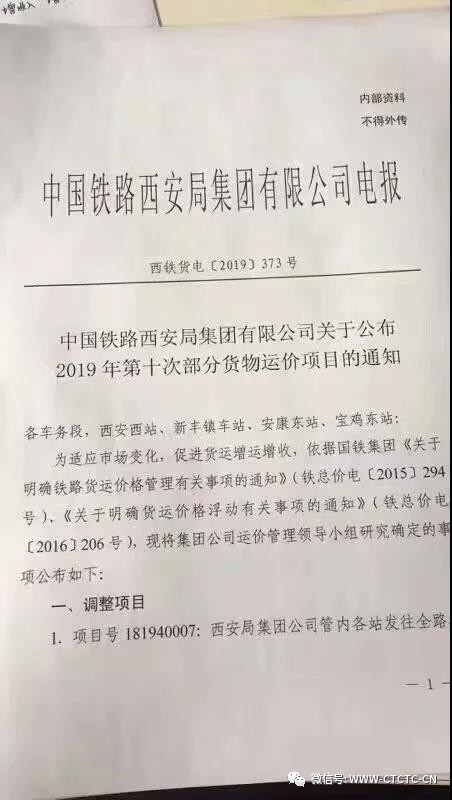 增收入
内部资料
不得外传
中国铁路西安局集团有限公司电报
西铁货电〔2019〕373 号
中国铁路西安局集团有限公司关于公布
2019 年第十次部分货物运价项目的通知
各车务段，西安西站、新丰镇车站、安康东站、宝鸡东站：
为适应市场变化，促进货运增运增收，依据国铁集团《关于
明确铁路货运价格管理有关事项的通知》（铁总价电〔2015〕294
号）、《关于明确货运价格浮动有关事项的通知》（铁总价电
〔2016〕206 号），现将集团公司运价管理领导小组研究确定的事
项公布如下：
一、调整项目
1. 项目号 181940007：西安局集团公司管内各站发往全路
— 1
微信号: WWW-CTCTC-CN